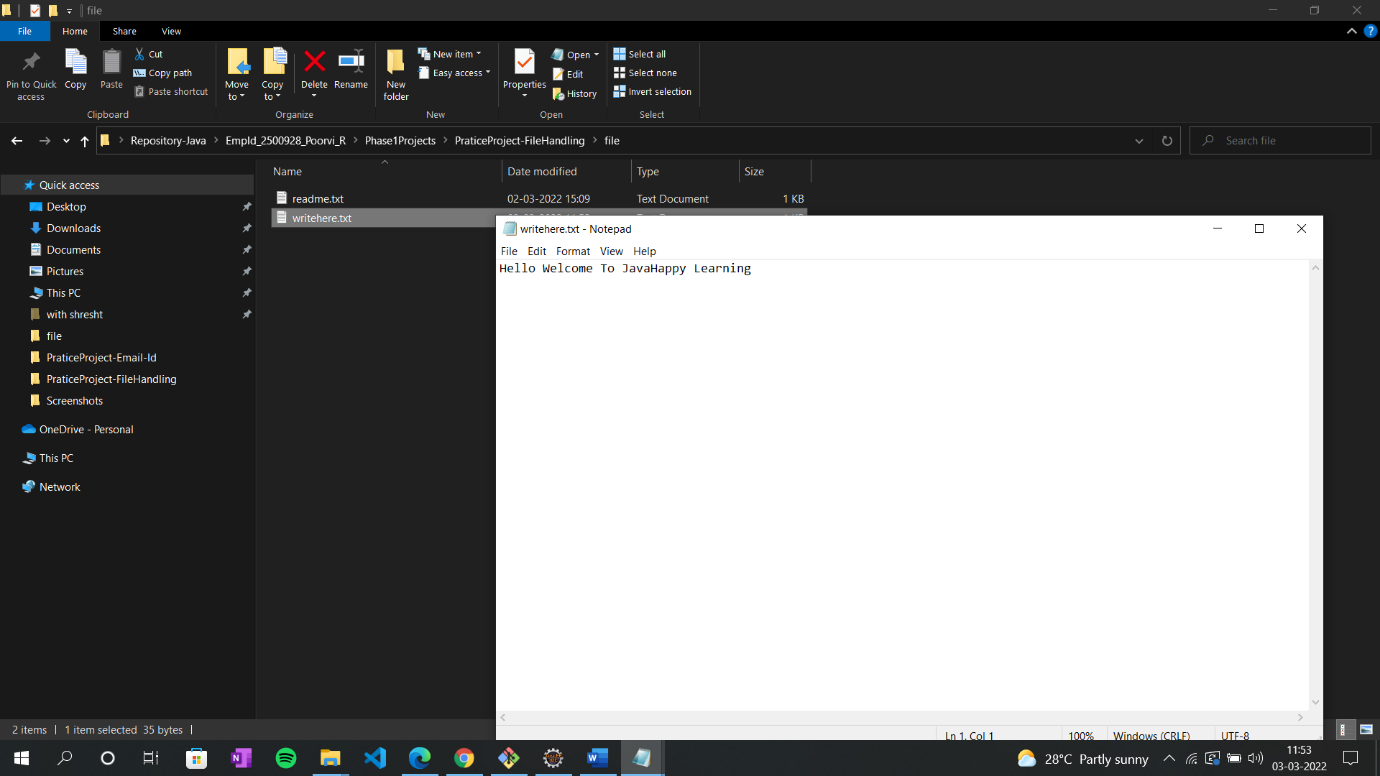 file
File Home Share View
Pin to Quick access
Copy
Paste
Cut
Copy path
Paste shortcut
Clipboard
Move to
Copy to
Delete
Rename
Organize
New folder
New item
Easy access
New
Properties
Open
Edit
History
Open
Select all
Select none
Invert selection
Select
Repository-Java > EmpId_2500928_Poorvi_R > Phase1Projects > PraticeProject-FileHandling > file
Search file
Name Date modified Type Size
readme.txt 02-03-2022 15:09 Text Document 1 KB
writehere.txt
Quick access
Desktop
Downloads
Documents
Pictures
This PC
with shresht
file
PraticeProject-Email-Id
PraticeProject-FileHandling
Screenshots
OneDrive - Personal
This PC
Network
writehere.txt - Notepad
File Edit Format View Help
Hello Welcome To JavaHappy Learning
Ln 1, Col 1 100% Windows (CRLF) UTF-8
2 items 1 item selected 35 bytes
28°C Partly sunny
11:53
03-03-2022